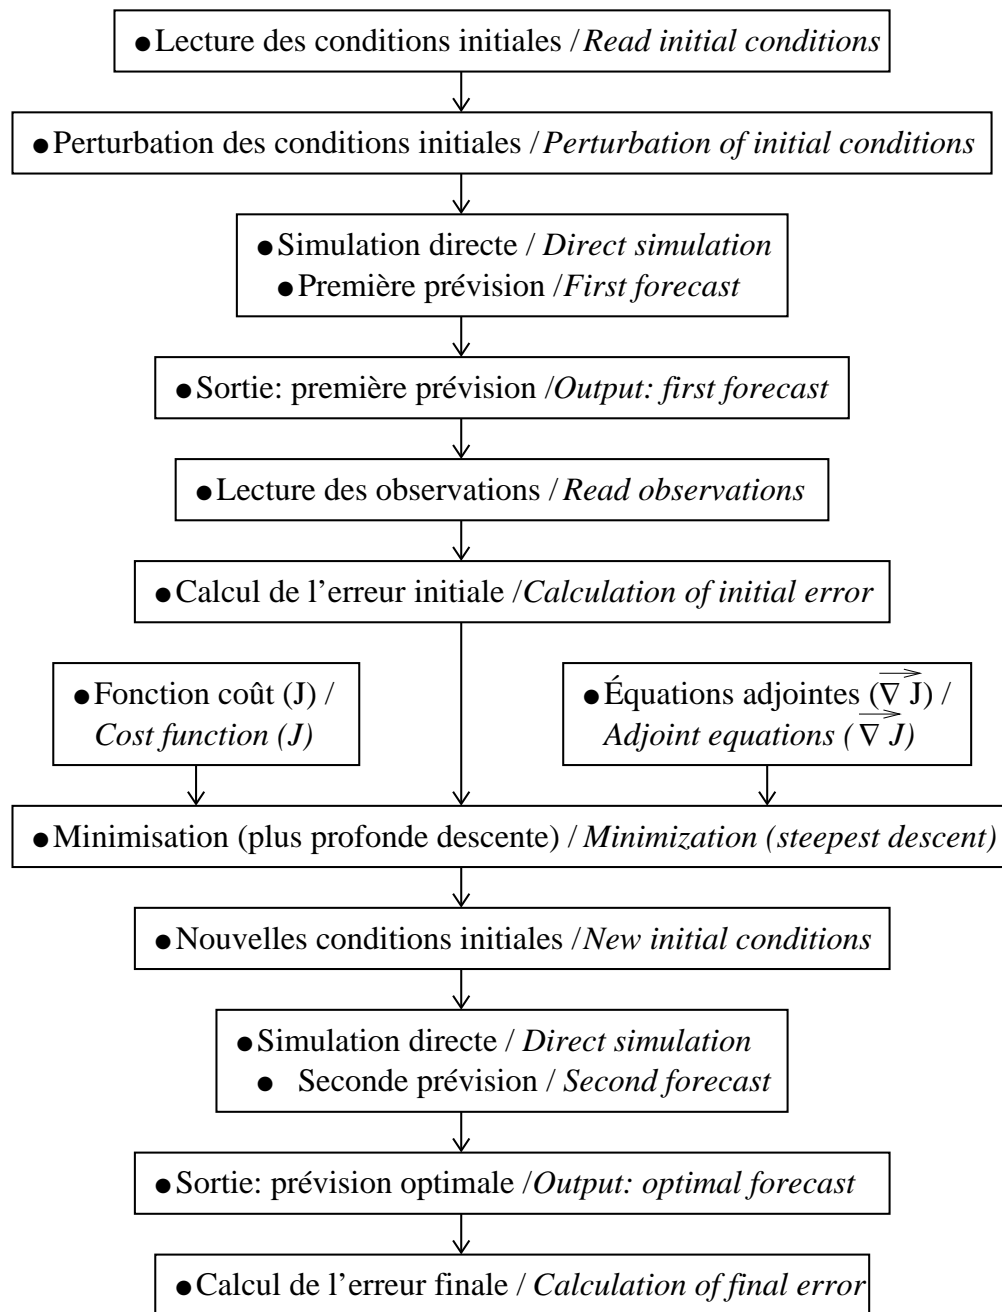 ●Lecture des conditions initiales / Read initial conditions
●Perturbation des conditions initiales / Perturbation of initial conditions
●Simulation directe / Direct simulation
●Première prévision / First forecast
●Sortie: première prévision / Output: first forecast
●Lecture des observations / Read observations
●Calcul de l'erreur initiale / Calculation of initial error
●Fonction coût (J) /
Cost function (J)
●Équations adjointes (∇⃗ J) /
Adjoint equations (∇⃗ J)
●Minimisation (plus profonde descente) / Minimization (steepest descent)
●Nouvelles conditions initiales / New initial conditions
●Simulation directe / Direct simulation
● Seconde prévision / Second forecast
●Sortie: prévision optimale / Output: optimal forecast
●Calcul de l'erreur finale / Calculation of final error